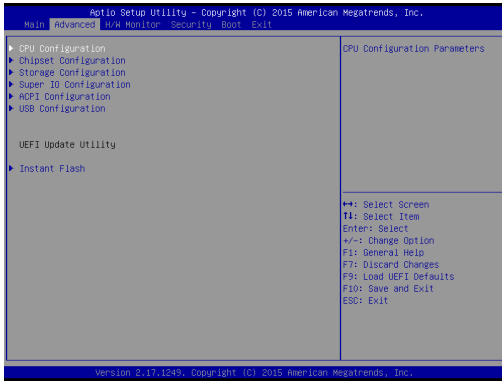 Aptio Setup Utility – Copyright (C) 2015 American Megatrends, Inc.
Main Advanced H/W Monitor Security Boot Exit
CPU Configuration
Chipset Configuration
Storage Configuration
Super IO Configuration
ACPI Configuration
USB Configuration
UEFI Update Utility
Instant Flash
CPU Configuration Parameters
↔: Select Screen
↑↓: Select Item
Enter: Select
+/-: Change Option
F1: General Help
F7: Discard Changes
F9: Load UEFI Defaults
F10: Save and Exit
ESC: Exit
Version 2.17.1249. Copyright (C) 2015 American Megatrends, Inc.